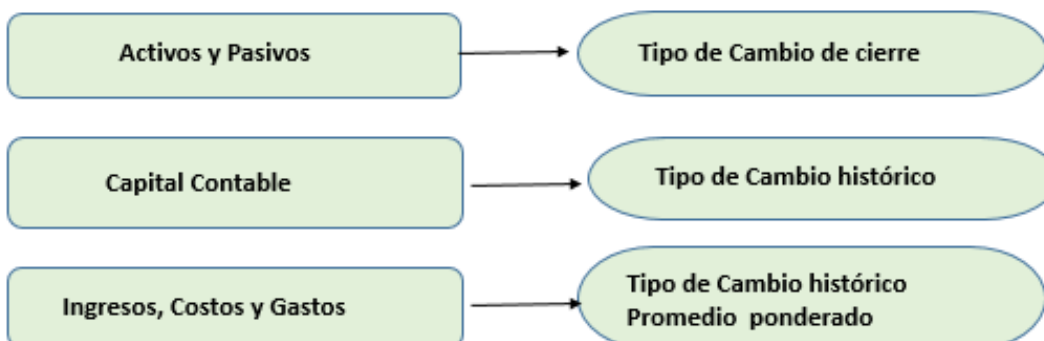 Activos y Pasivos
Tipo de Cambio de cierre
Capital Contable
Tipo de Cambio histórico
Ingresos, Costos y Gastos
Tipo de Cambio histórico
Promedio ponderado